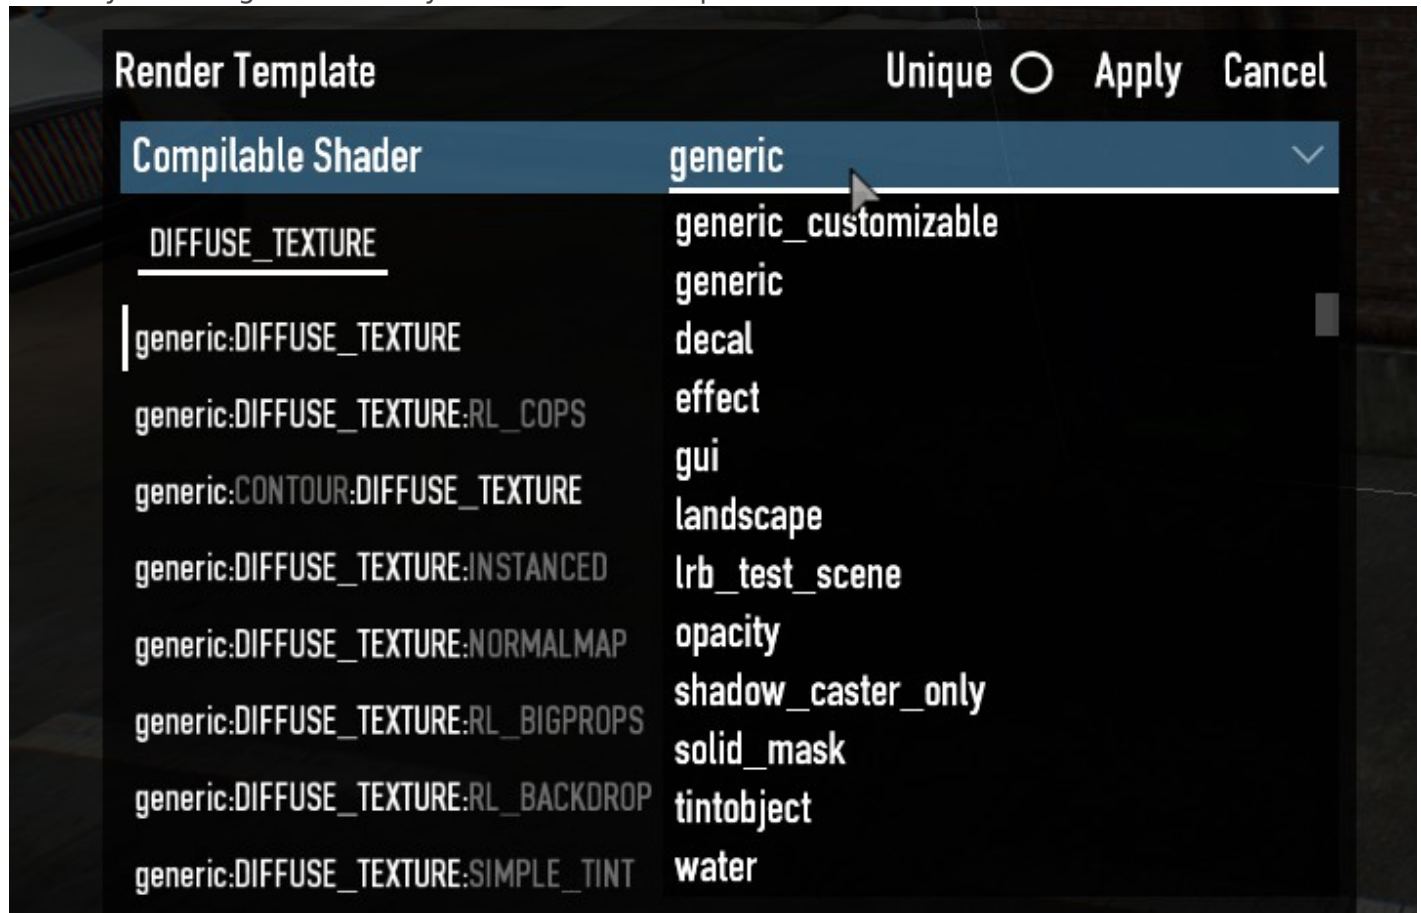 Render Template Unique Apply Cancel
Compilable Shader generic
DIFFUSE_TEXTURE
generic:DIFFUSE_TEXTURE
generic:DIFFUSE_TEXTURE:RL_COPS
generic:CONTOUR:DIFFUSE_TEXTURE
generic:DIFFUSE_TEXTURE:INSTANCED
generic:DIFFUSE_TEXTURE:NORMALMAP
generic:DIFFUSE_TEXTURE:RL_BIGPROPS
generic:DIFFUSE_TEXTURE:RL_BACKDROP
generic:DIFFUSE_TEXTURE:SIMPLE_TINT
generic_customizable
generic
decal
effect
gui
landscape
lrb_test_scene
opacity
shadow_caster_only
solid_mask
tintobject
water